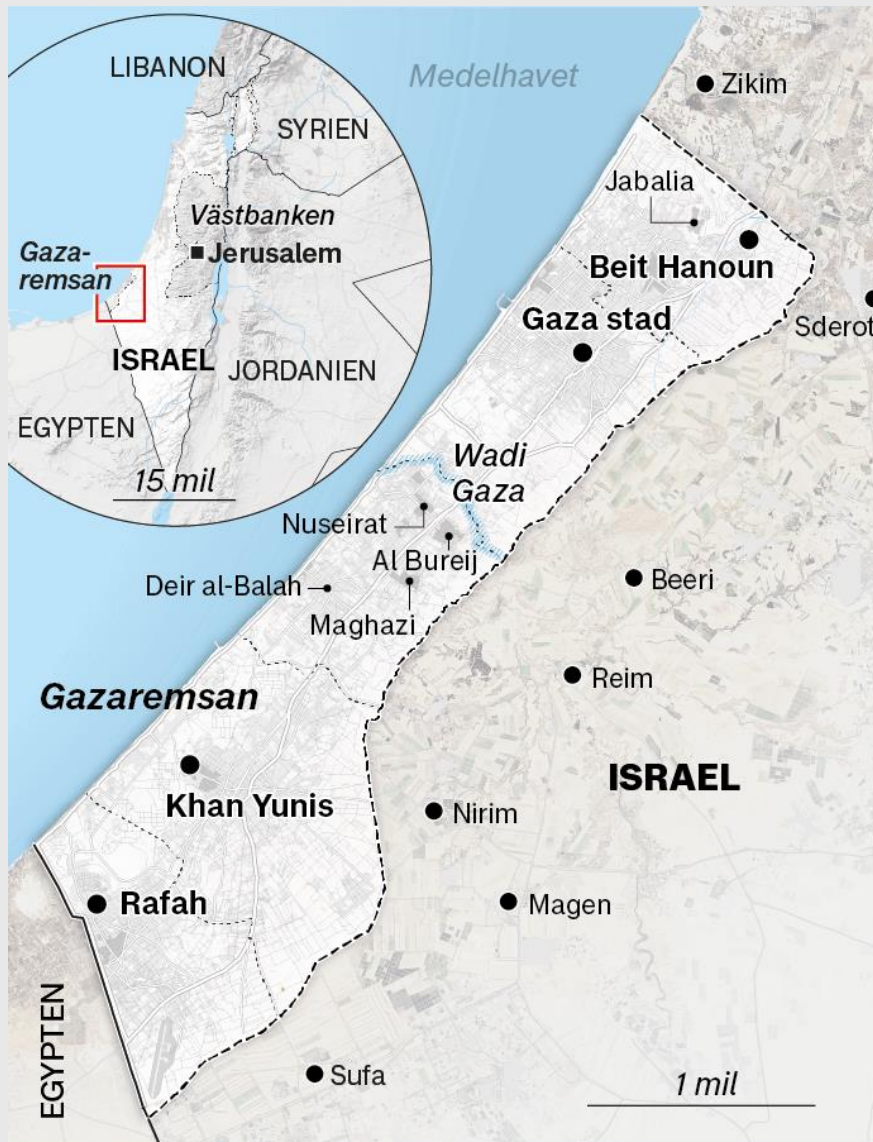 LIBANON
SYRIEN
Västbanken
Jerusalem
Gaza-
remsan
ISRAEL
JORDANIEN
EGYPTEN
15 mil
Medelhavet
Zikim
Jabalia
Beit Hanoun
Gaza stad
Sderot
Wadi
Gaza
Nuseirat
Al Bureij
Deir al-Balah
Maghazi
Beeri
Reim
Gazaremsan
ISRAEL
Khan Yunis
Nirim
Rafah
Magen
EGYPTEN
Sufa
1 mil